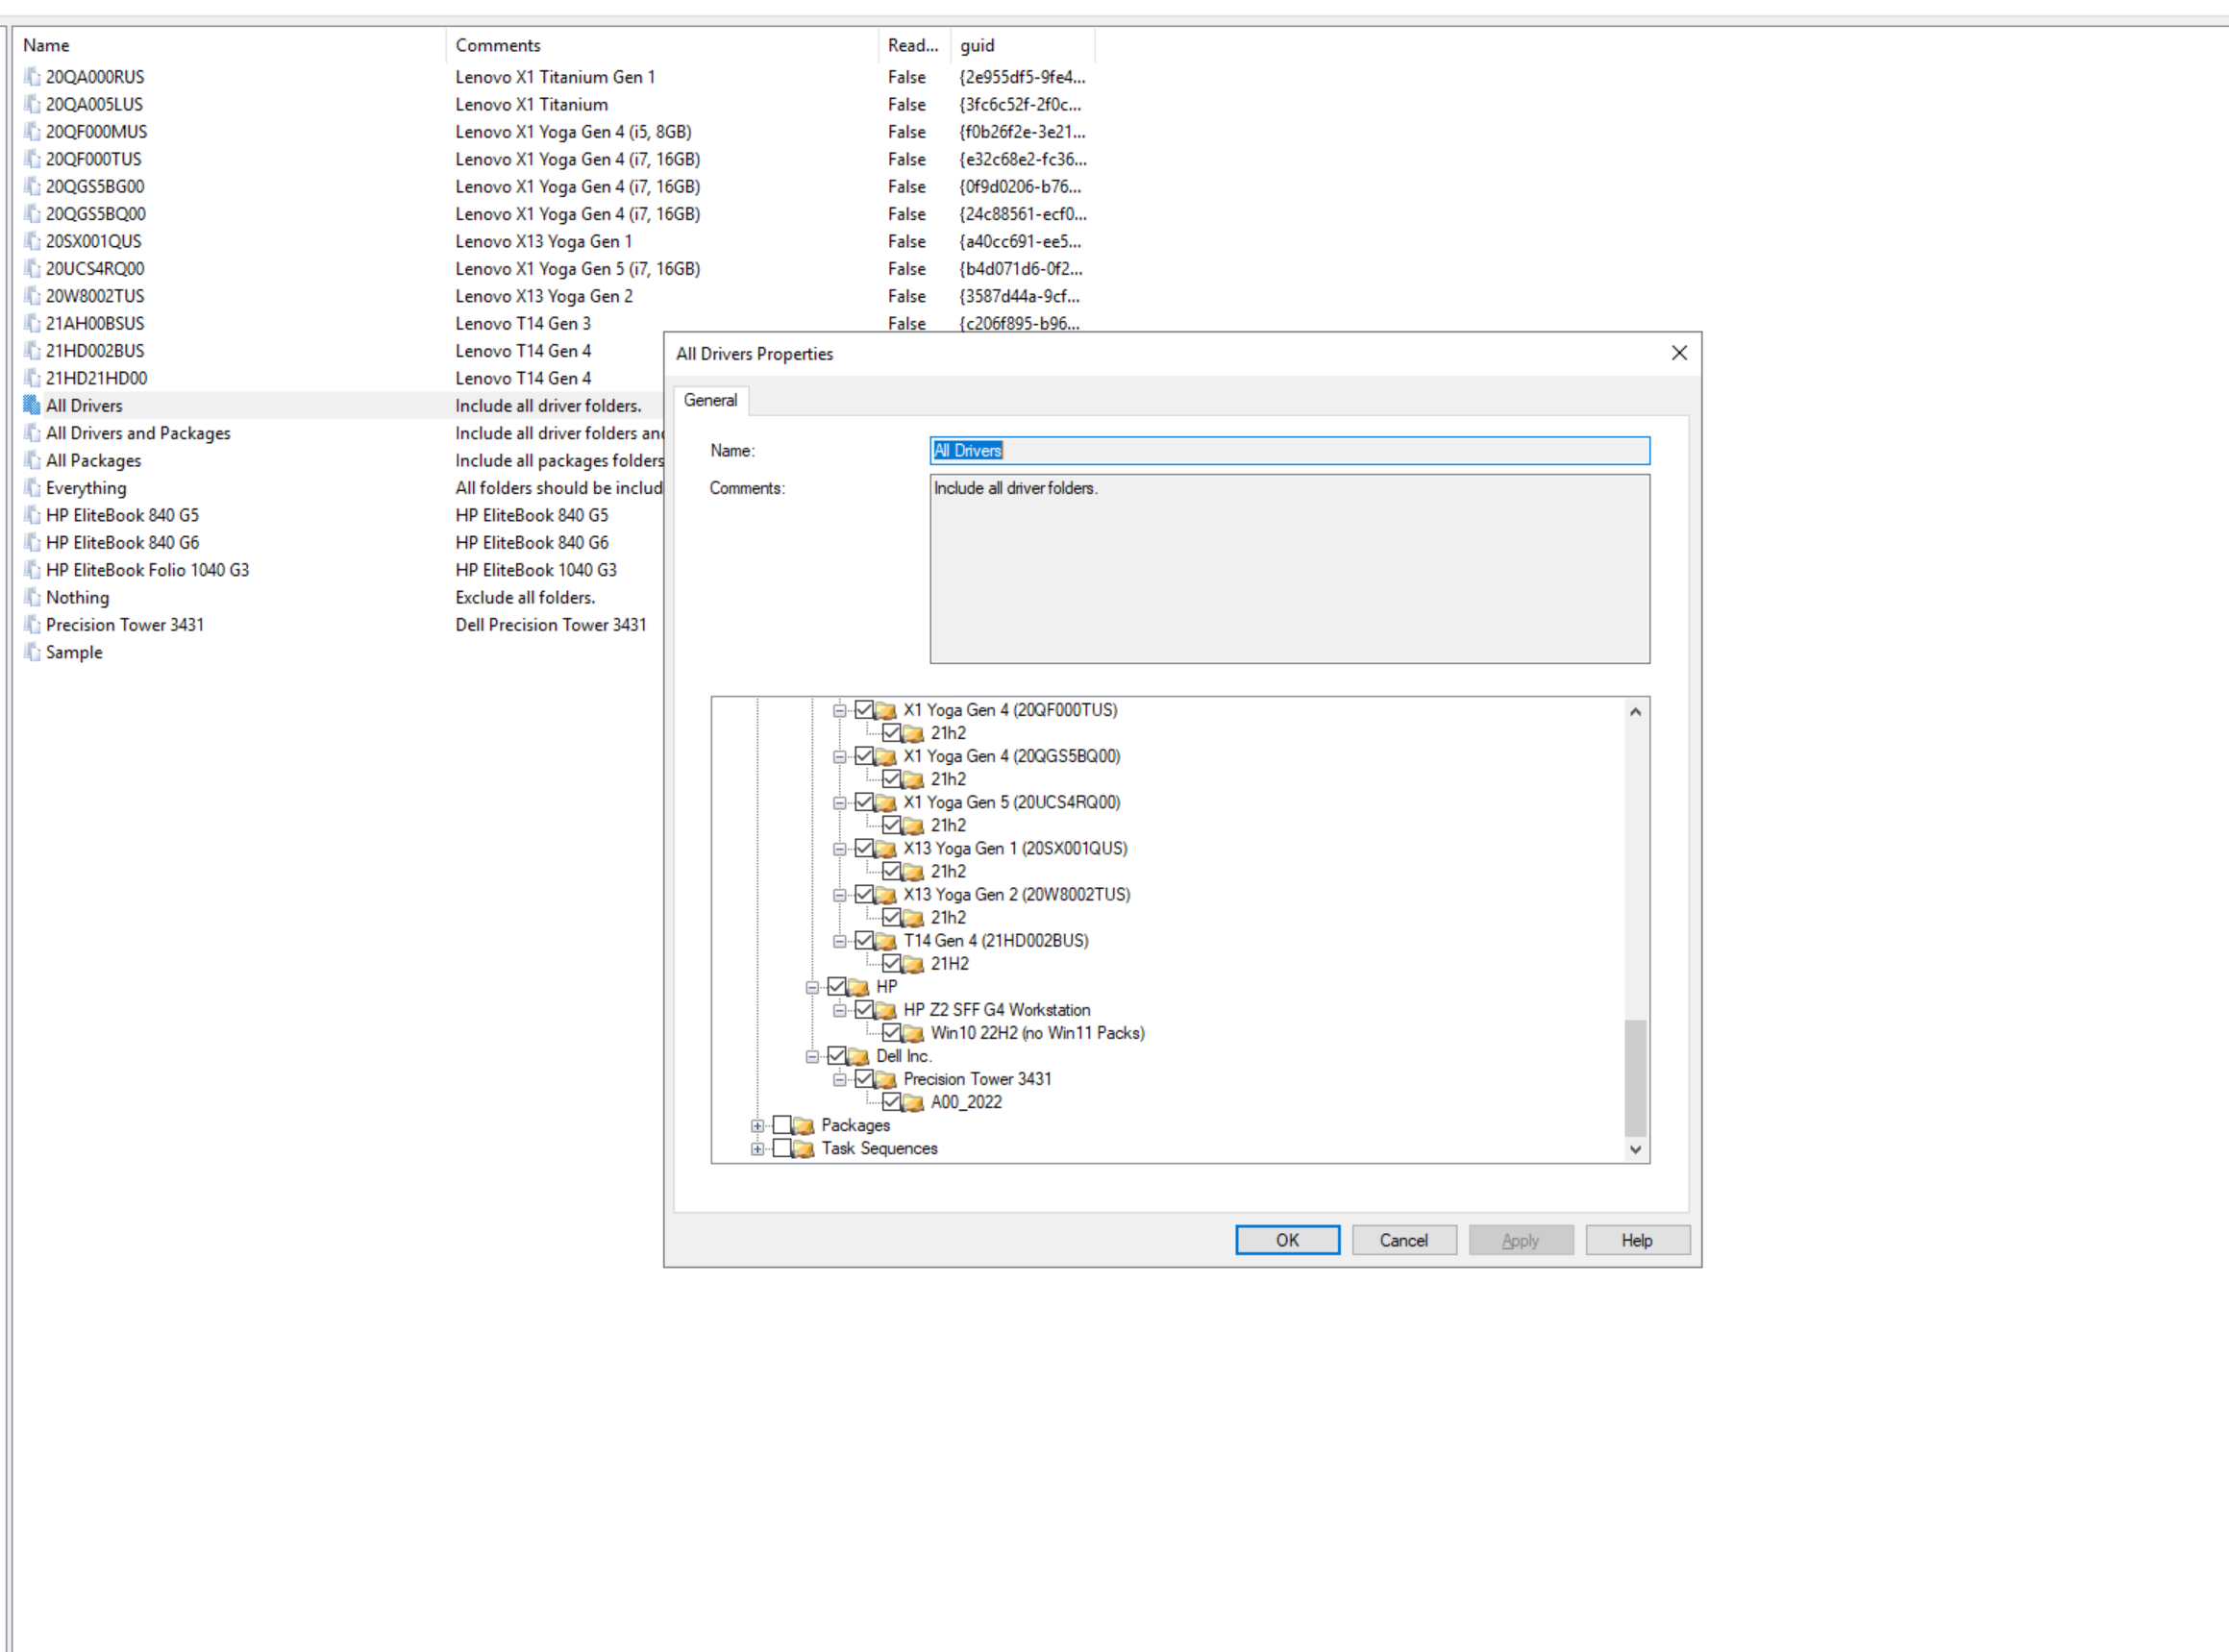 Name Comments Read... guid
20QA000RUS Lenovo X1 Titanium Gen 1 False {2e955df5-9fe4...
20QA005LUS Lenovo X1 Titanium False {3fc6c52f-2f0c...
20QF000MUS Lenovo X1 Yoga Gen 4 (i5, 8GB) False {f0b26f2e-3e21...
20QF000TUS Lenovo X1 Yoga Gen 4 (i7, 16GB) False {e32c68e2-fc36...
20QGS5BG00 Lenovo X1 Yoga Gen 4 (i7, 16GB) False {0f9d0206-b76...
20QGS5BQ00 Lenovo X1 Yoga Gen 4 (i7, 16GB) False {24c88561-ecf0...
20SX001QUS Lenovo X13 Yoga Gen 1 False {a40cc691-ee5...
20UCS4RQ00 Lenovo X1 Yoga Gen 5 (i7, 16GB) False {b4d071d6-0f2...
20W8002TUS Lenovo X13 Yoga Gen 2 False {3587d44a-9cf...
21AH00BSUS Lenovo T14 Gen 3 False {c206f895-b96...
21HD002BUS Lenovo T14 Gen 4
21HD21HD00 Lenovo T14 Gen 4
All Drivers Include all driver folders.
All Drivers and Packages Include all driver folders and
All Packages Include all packages folders
Everything All folders should be includ
HP EliteBook 840 G5 HP EliteBook 840 G5
HP EliteBook 840 G6 HP EliteBook 840 G6
HP EliteBook Folio 1040 G3 HP EliteBook 1040 G3
Nothing Exclude all folders.
Precision Tower 3431 Dell Precision Tower 3431
Sample
All Drivers Properties
General
Name: All Drivers
Comments: Include all driver folders.
X1 Yoga Gen 4 (20QF000TUS)
21h2
X1 Yoga Gen 4 (20QGS5BQ00)
21h2
X1 Yoga Gen 5 (20UCS4RQ00)
21h2
X13 Yoga Gen 1 (20SX001QUS)
21h2
X13 Yoga Gen 2 (20W8002TUS)
21h2
T14 Gen 4 (21HD002BUS)
21H2
HP
HP Z2 SFF G4 Workstation
Win10 22H2 (no Win11 Packs)
Dell Inc.
Precision Tower 3431
A00_2022
Packages
Task Sequences
OK Cancel Apply Help